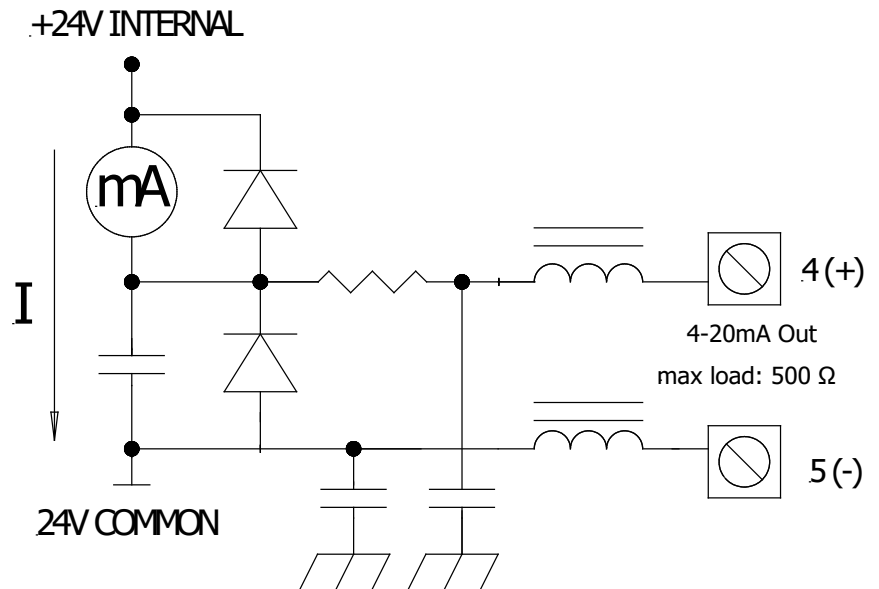 +24V INTERNAL
mA
I
4 (+)
4-20mA Out
max load: 500 Ω
5 (-)
24V COMMON